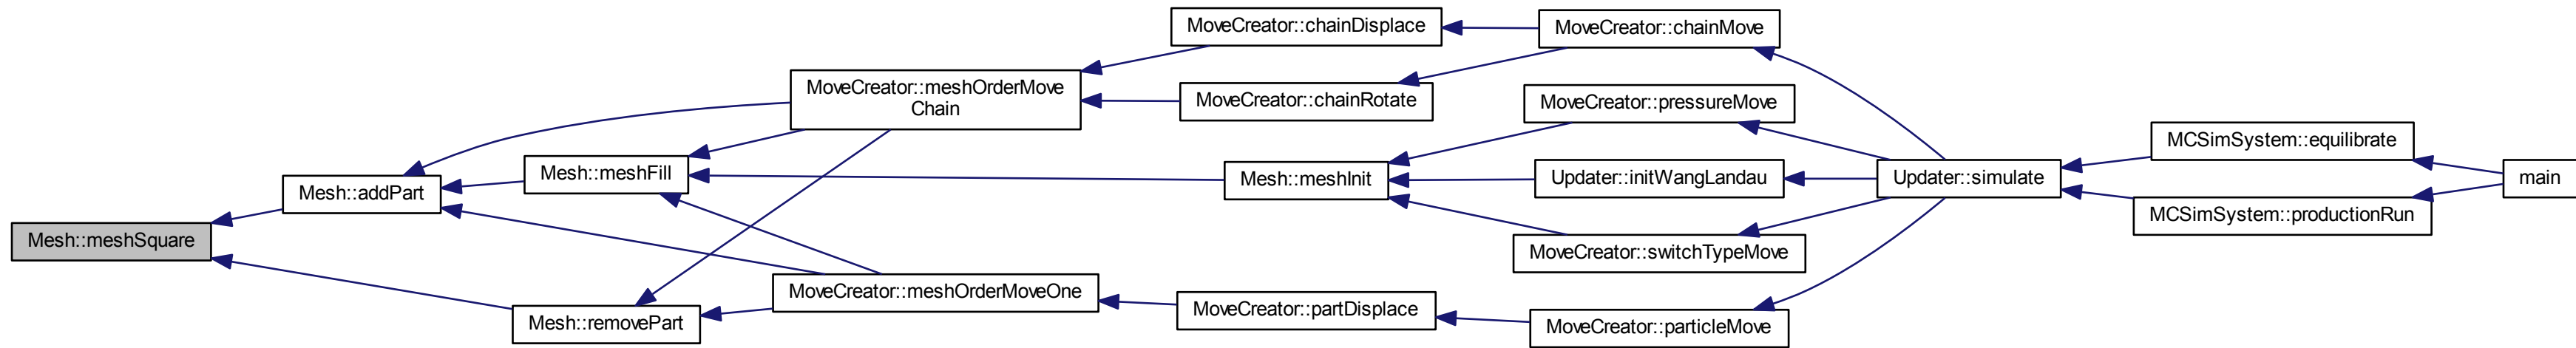 Mesh::meshSquare
Mesh::addPart
Mesh::removePart
Mesh::meshFill
MoveCreator::meshOrderMove
Chain
MoveCreator::meshOrderMoveOne
MoveCreator::chainDisplace
MoveCreator::chainRotate
Mesh::meshInit
MoveCreator::partDisplace
MoveCreator::chainMove
MoveCreator::pressureMove
Updater::initWangLandau
MoveCreator::switchTypeMove
MoveCreator::particleMove
Updater::simulate
MCSimSystem::equilibrate
MCSimSystem::productionRun
main